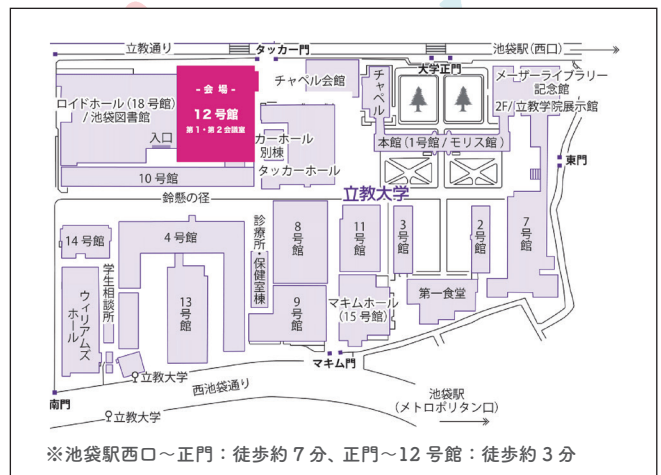 立教通り
タッカー門
池袋駅(西口)
大学正門
- 会 場 -
12 号館
第1・第2会議室
ロイドホール(18 号館)
/ 池袋図書館
入口
チャペル会館
チャペル
メーザーライブラリー
記念館
2F/ 立教学院展示館
カーホール
別棟
タッカーホール
本館(1号館 / モリス館)
東門
10 号館
立教大学
鈴懸の径
14 号館
4 号館
診療所・保健室棟
8号館
11号館
3号館
2号館
7号館
ウィリアムズ
ホール
学生相談所
13号館
9号館
マキムホール
(15 号館)
第一食堂
マキム門
立教大学
西池袋通り
南門
立教大学
池袋駅
(メトロポリタン口)
※池袋駅西口～正門：徒歩約 7 分、正門～12 号館：徒歩約 3 分